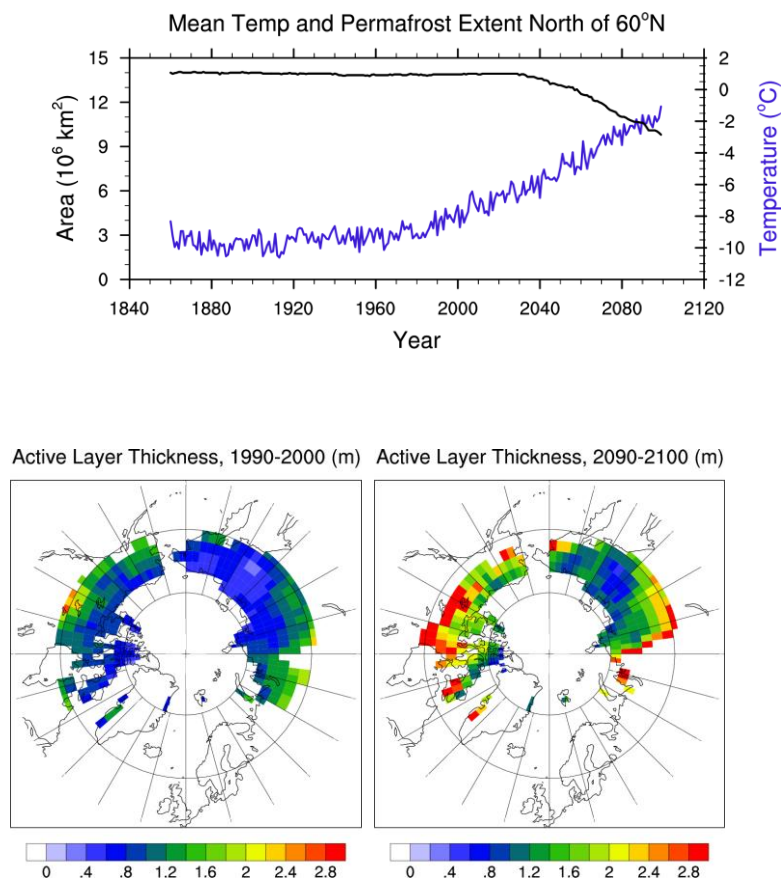 Mean Temp and Permafrost Extent North of 60°N
Area (10⁶ km²)
15
12
9
6
3
0
2
0
-2
-4
-6
-8
-10
-12
Temperature (°C)
1840 1880 1920 1960 2000 2040 2080 2120
Year
Active Layer Thickness, 1990-2000 (m)
Active Layer Thickness, 2090-2100 (m)
0 .4 .8 1.2 1.6 2 2.4 2.8
0 .4 .8 1.2 1.6 2 2.4 2.8